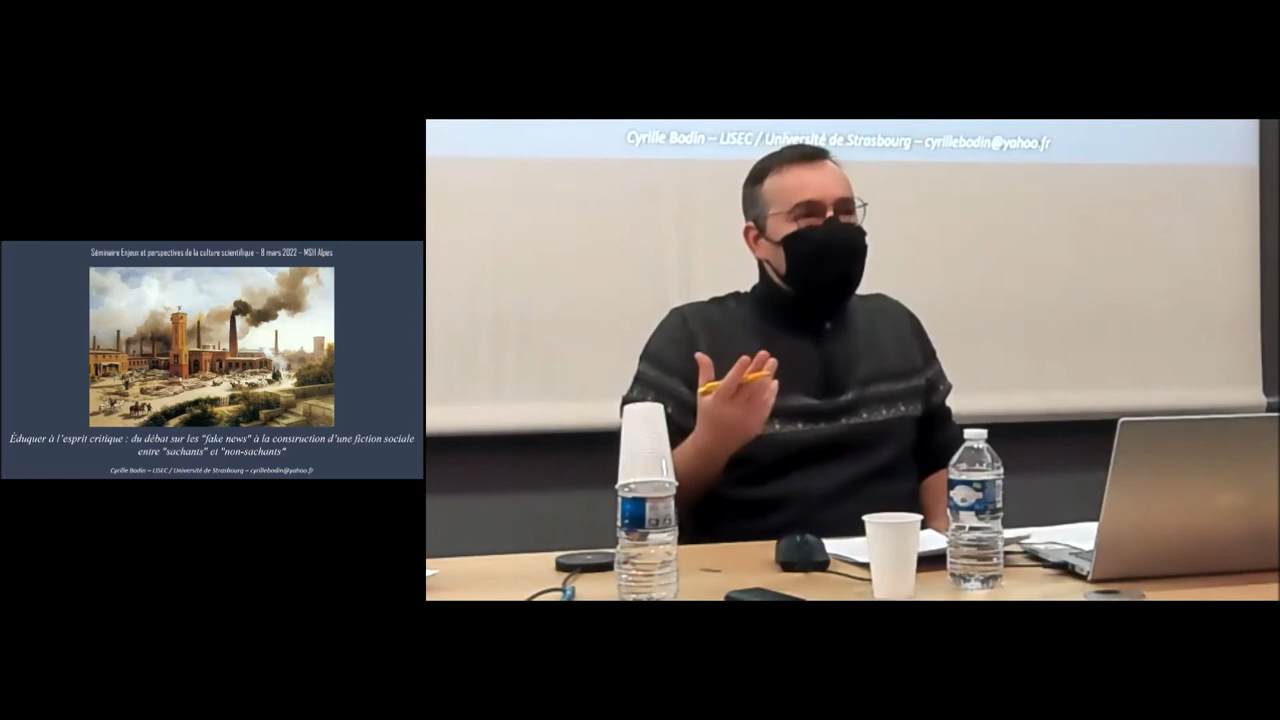 Séminaire Enjeux et perspectives de la culture scientifique – 8 mars 2022 – MSH Alpes
Éduquer à l'esprit critique : du débat sur les "fake news" à la construction d'une fiction sociale
entre "sachants" et "non-sachants"
Cyrille Bodin – LISEC / Université de Strasbourg – cyrillebodin@yahoo.fr
Cyrille Bodin – LISEC / Université de Strasbourg – cyrillebodin@yahoo.fr